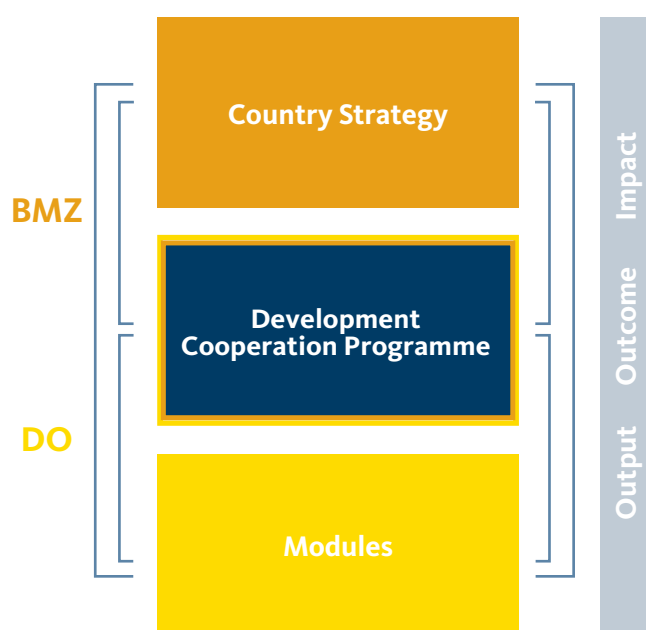 Country Strategy
BMZ
Development
Cooperation Programme
DO
Modules
Impact
Outcome
Output